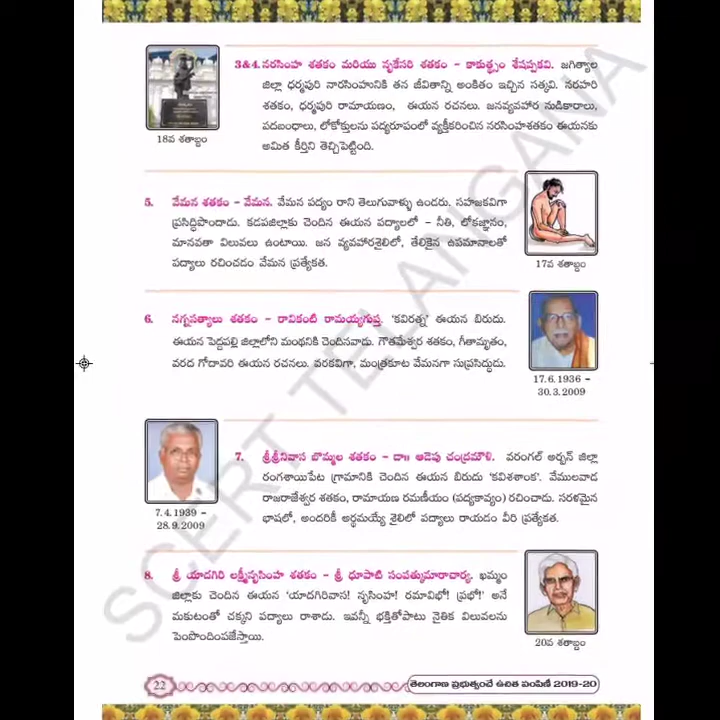 3&4. నరసింహ శతకం మరియు నృకేసరి శతకం – కాకుత్థ్సం శేషప్పకవి. జగిత్యాల
జిల్లా ధర్మపురి నారసింహునికి తన జీవితాన్ని అంకితం ఇచ్చిన సత్కవి. నరహరి
శతకం, ధర్మపురి రామాయణం, ఈయన రచనలు. జనవ్యవహార నుడికారాలు,
పదబంధాలు, లోకోక్తులను పద్యరూపంలో వ్యక్తీకరించిన నరసింహశతకం ఈయనకు
అమిత కీర్తిని తెచ్చిపెట్టింది.
18వ శతాబ్దం
5. వేమన శతకం – వేమన. వేమన పద్యం రాని తెలుగువాళ్ళు ఉండరు. సహజకవిగా
ప్రసిద్ధిపొందాడు. కడపజిల్లాకు చెందిన ఈయన పద్యాలలో – నీతి, లోకజ్ఞానం,
మానవతా విలువలు ఉంటాయి. జన వ్యవహారశైలిలో, తేలికైన ఉపమానాలతో
పద్యాలు రచించడం వేమన ప్రత్యేకత.
17వ శతాబ్దం
6. నగ్నసత్యాలు శతకం – రావికంటి రామయ్యగుప్త. ‘కవిరత్న’ ఈయన బిరుదు.
ఈయన పెద్దపల్లి జిల్లాలోని మంథనికి చెందినవాడు. గౌతమేశ్వర శతకం, గీతామృతం,
వరద గోదావరి ఈయన రచనలు. వరకవిగా, మంత్రకూట వేమనగా సుప్రసిద్ధుడు.
17.6.1936 –
30.3.2009
7. శ్రీశ్రీనివాస బొమ్మల శతకం – డా॥ ఆడెపు చంద్రమౌళి. వరంగల్ అర్బన్ జిల్లా
రంగశాయిపేట గ్రామానికి చెందిన ఈయన బిరుదు ‘కవిశశాంక’. వేములవాడ
రాజరాజేశ్వర శతకం, రామాయణ రమణీయం (పద్యకావ్యం) రచించాడు. సరళమైన
భాషలో, అందరికీ అర్థమయ్యే శైలిలో పద్యాలు రాయడం వీరి ప్రత్యేకత.
7.4.1939 –
28.9.2009
8. శ్రీ యాదగిరి లక్ష్మీనృసింహ శతకం – శ్రీ ధూపాటి సంపత్కుమారాచార్య. ఖమ్మం
జిల్లాకు చెందిన ఈయన ‘యాదగిరివాస! నృసింహ! రమావిభో! ప్రభో!’ అనే
మకుటంతో చక్కని పద్యాలు రాశాడు. ఇవన్నీ భక్తితోపాటు నైతిక విలువలను
పెంపొందింపజేస్తాయి.
20వ శతాబ్దం
22
తెలంగాణ ప్రభుత్వంచే ఉచిత పంపిణీ 2019-20
SCERT TELANGANA